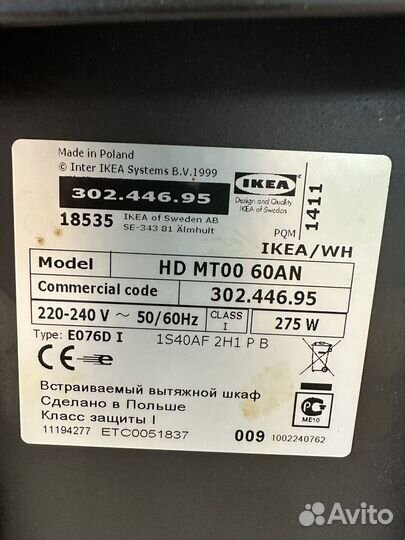 Made in Poland
© Inter IKEA Systems B.V.1999
302.446.95
18535 IKEA of Sweden AB
SE-343 81 Älmhult
IKEA
Design and Quality
IKEA of Sweden
PQM
1411
IKEA/WH
Model HD MT00 60AN
Commercial code 302.446.95
220-240 V ~ 50/60Hz CLASS I 275 W
Type: E076D I 1S40AF 2H1 P B
CE e
Встраиваемый вытяжной шкаф
Сделано в Польше
Класс защиты I
РСТ
ME10
11194277 ETC0051837 009 1002240762
Avito